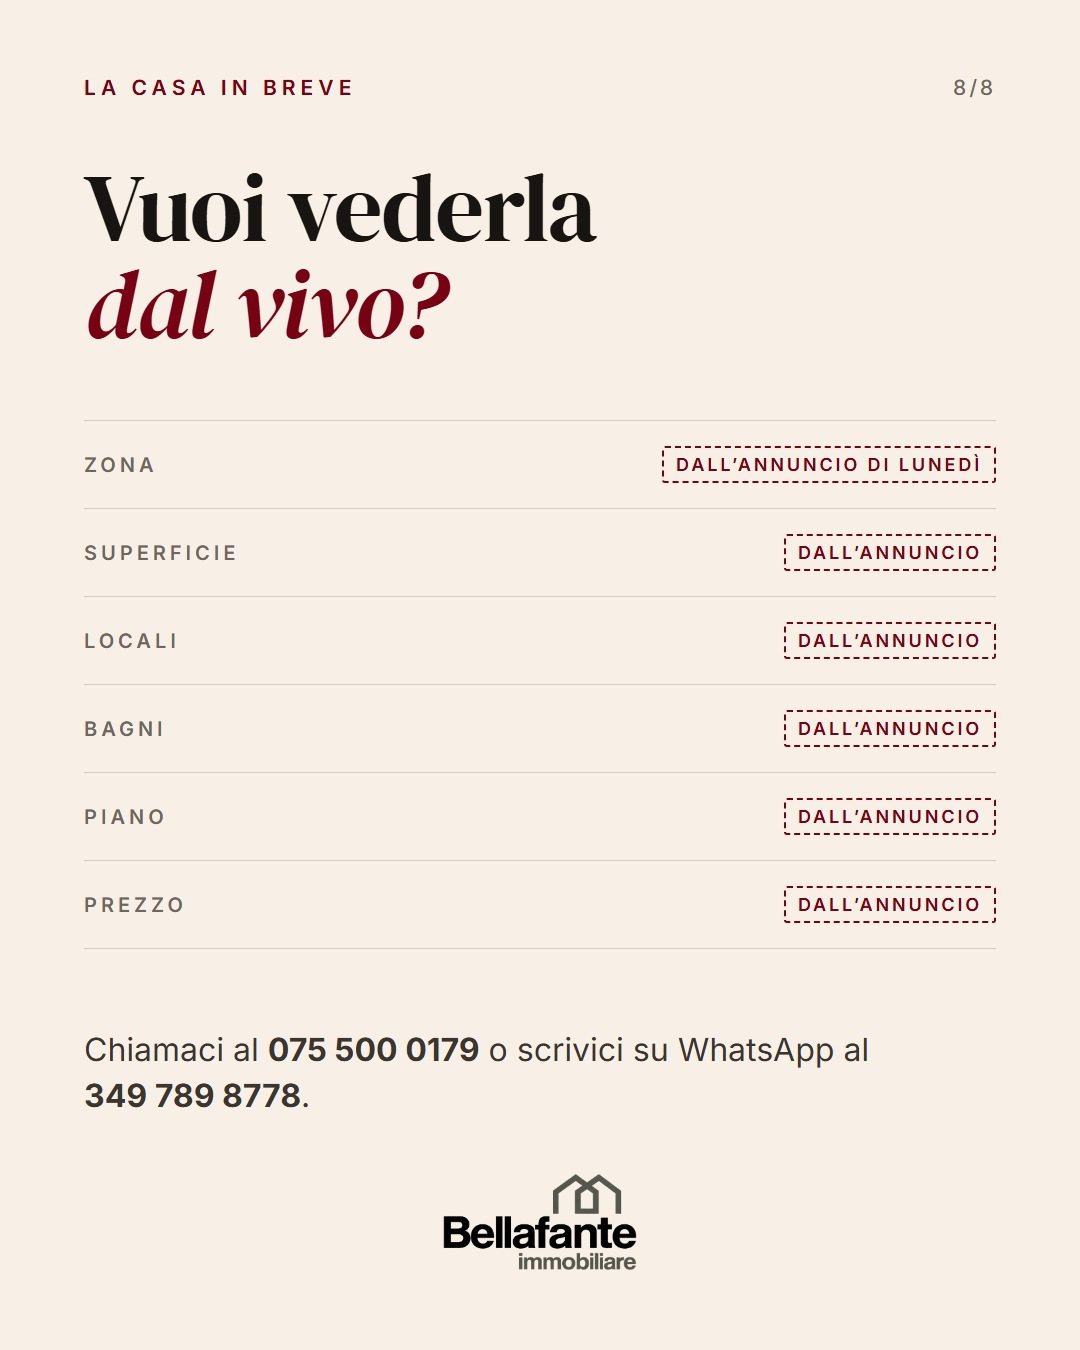 LA CASA IN BREVE
8/8
Vuoi vederla
dal vivo?
ZONA
DALL’ANNUNCIO DI LUNEDÌ
SUPERFICIE
DALL’ANNUNCIO
LOCALI
DALL’ANNUNCIO
BAGNI
DALL’ANNUNCIO
PIANO
DALL’ANNUNCIO
PREZZO
DALL’ANNUNCIO
Chiamaci al 075 500 0179 o scrivici su WhatsApp al
349 789 8778.
Bellafante
immobiliare